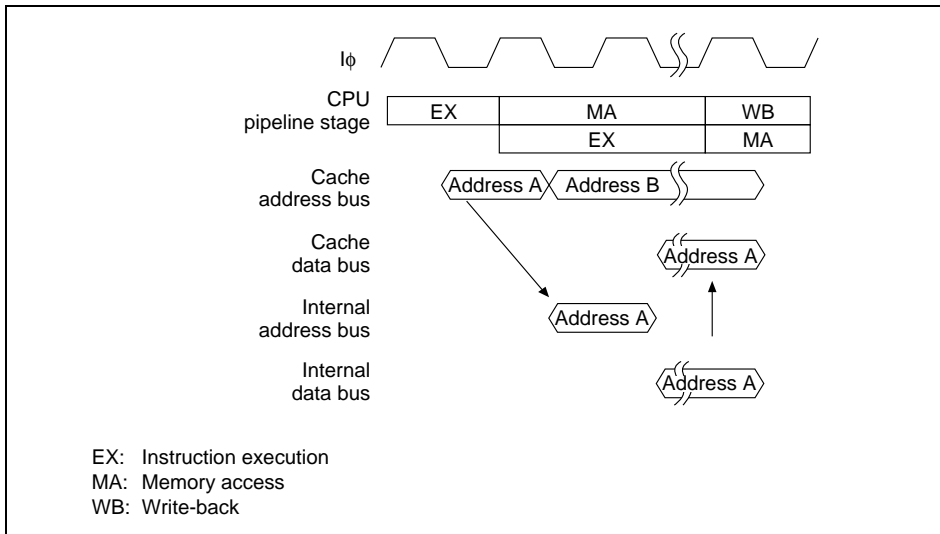 Iϕ
CPU
pipeline stage
EX MA WB
EX MA
Cache
address bus
Address A Address B
Cache
data bus
Address A
Internal
address bus
Address A
Internal
data bus
Address A
EX: Instruction execution
MA: Memory access
WB: Write-back